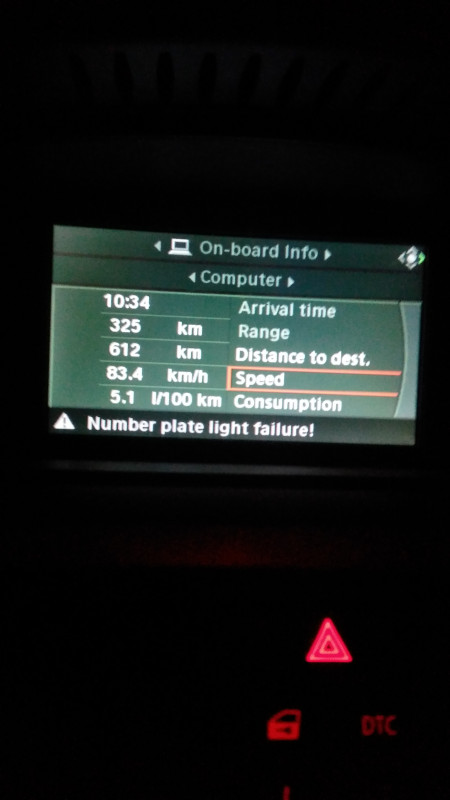 On-board Info
Computer
10:34 Arrival time
325 km Range
612 km Distance to dest.
83.4 km/h Speed
5.1 l/100 km Consumption
Number plate light failure!
DTC